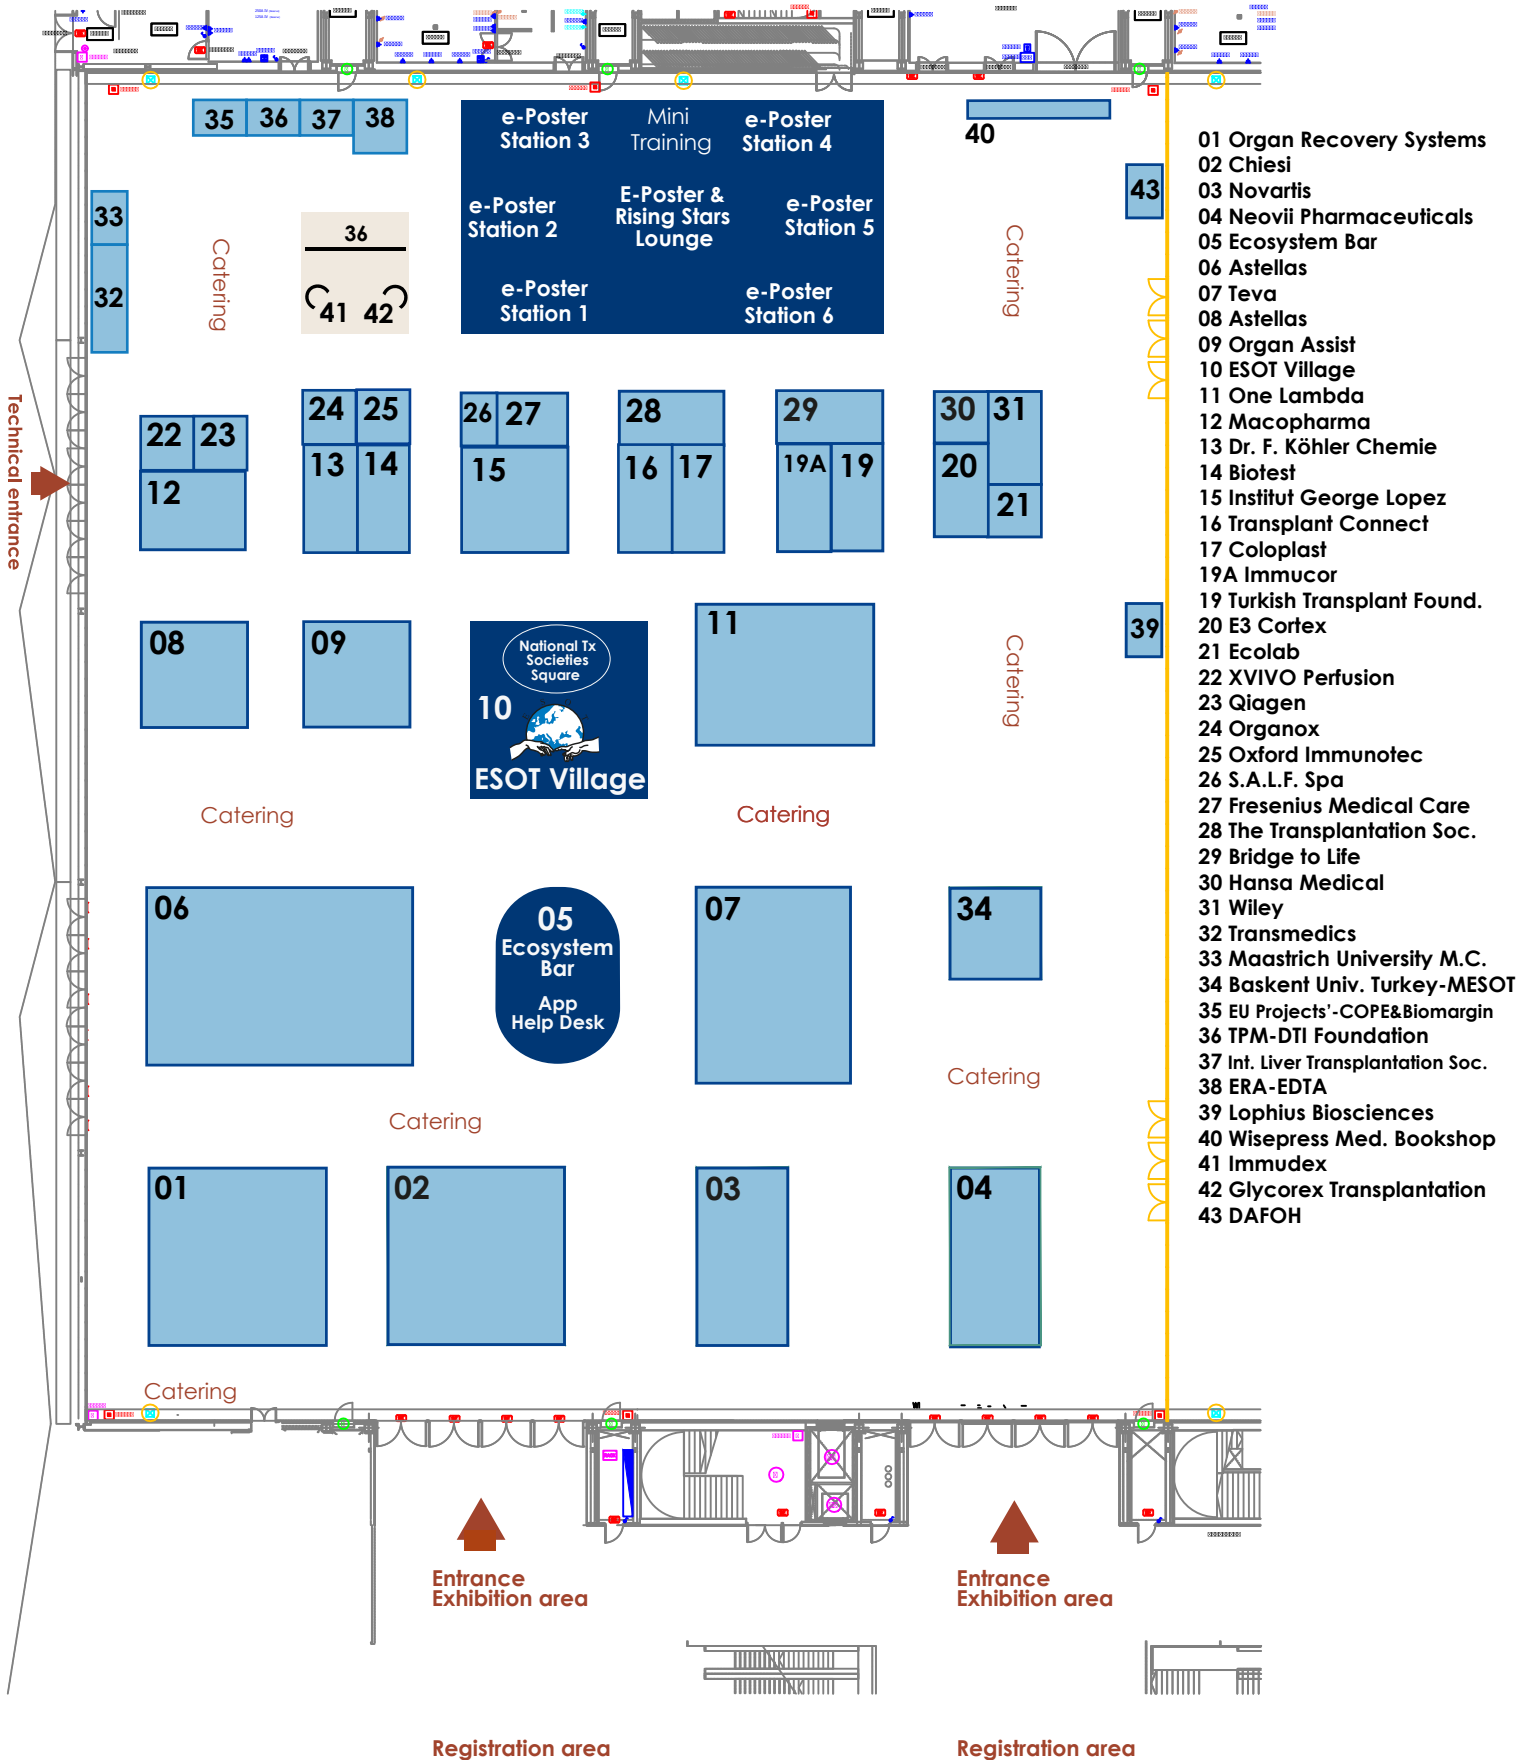 35
36
37
38
e-Poster
Station 3
Mini
Training
e-Poster
Station 4
40
43
33
32
Catering
36
41
42
e-Poster
Station 2
E-Poster &
Rising Stars
Lounge
e-Poster
Station 5
e-Poster
Station 1
e-Poster
Station 6
Catering
Technical entrance
22
23
12
24
25
13
14
26
27
15
28
16
17
29
19A
19
30
31
20
21
08
09
National Tx
Societies
Square
10
ESOT Village
11
Catering
39
Catering
Catering
06
05
Ecosystem
Bar
App
Help Desk
07
34
Catering
Catering
01
02
03
04
Catering
Entrance
Exhibition area
Entrance
Exhibition area
Registration area
Registration area
01 Organ Recovery Systems
02 Chiesi
03 Novartis
04 Neovii Pharmaceuticals
05 Ecosystem Bar
06 Astellas
07 Teva
08 Astellas
09 Organ Assist
10 ESOT Village
11 One Lambda
12 Macopharma
13 Dr. F. Köhler Chemie
14 Biotest
15 Institut George Lopez
16 Transplant Connect
17 Coloplast
19A Immucor
19 Turkish Transplant Found.
20 E3 Cortex
21 Ecolab
22 XVIVO Perfusion
23 Qiagen
24 Organox
25 Oxford Immunotec
26 S.A.L.F. Spa
27 Fresenius Medical Care
28 The Transplantation Soc.
29 Bridge to Life
30 Hansa Medical
31 Wiley
32 Transmedics
33 Maastrich University M.C.
34 Baskent Univ. Turkey-MESOT
35 EU Projects'-COPE&Biomargin
36 TPM-DTI Foundation
37 Int. Liver Transplantation Soc.
38 ERA-EDTA
39 Lophius Biosciences
40 Wisepress Med. Bookshop
41 Immudex
42 Glycorex Transplantation
43 DAFOH